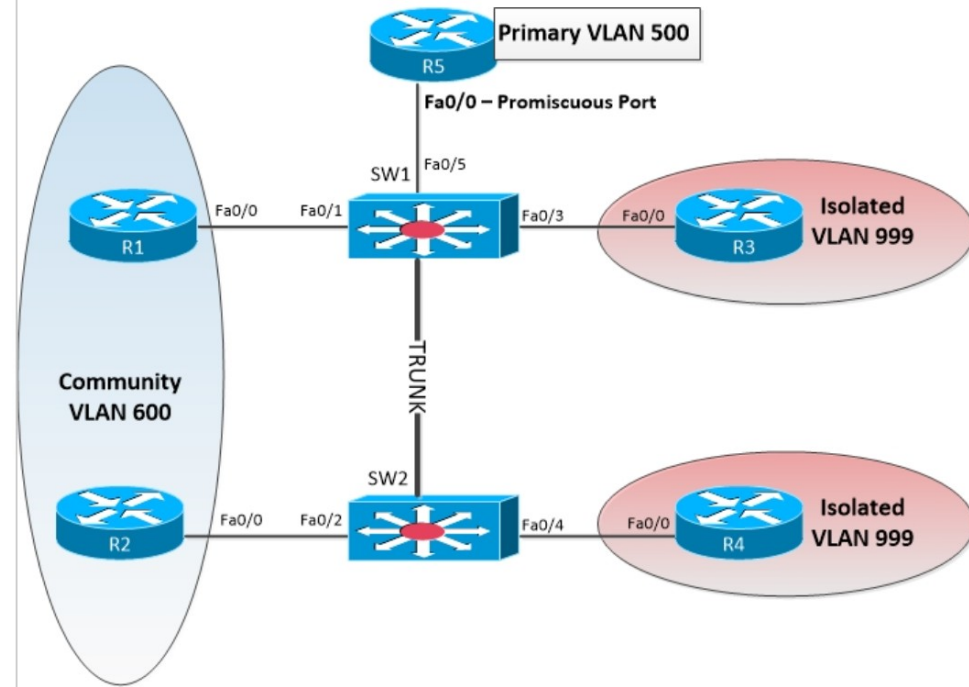 Primary VLAN 500
R5
Fa0/0 – Promiscuous Port
SW1
Fa0/5
R1
Fa0/0
Fa0/1
Fa0/3
Fa0/0
R3
Isolated
VLAN 999
TRUNK
Community
VLAN 600
SW2
R2
Fa0/0
Fa0/2
Fa0/4
Fa0/0
R4
Isolated
VLAN 999